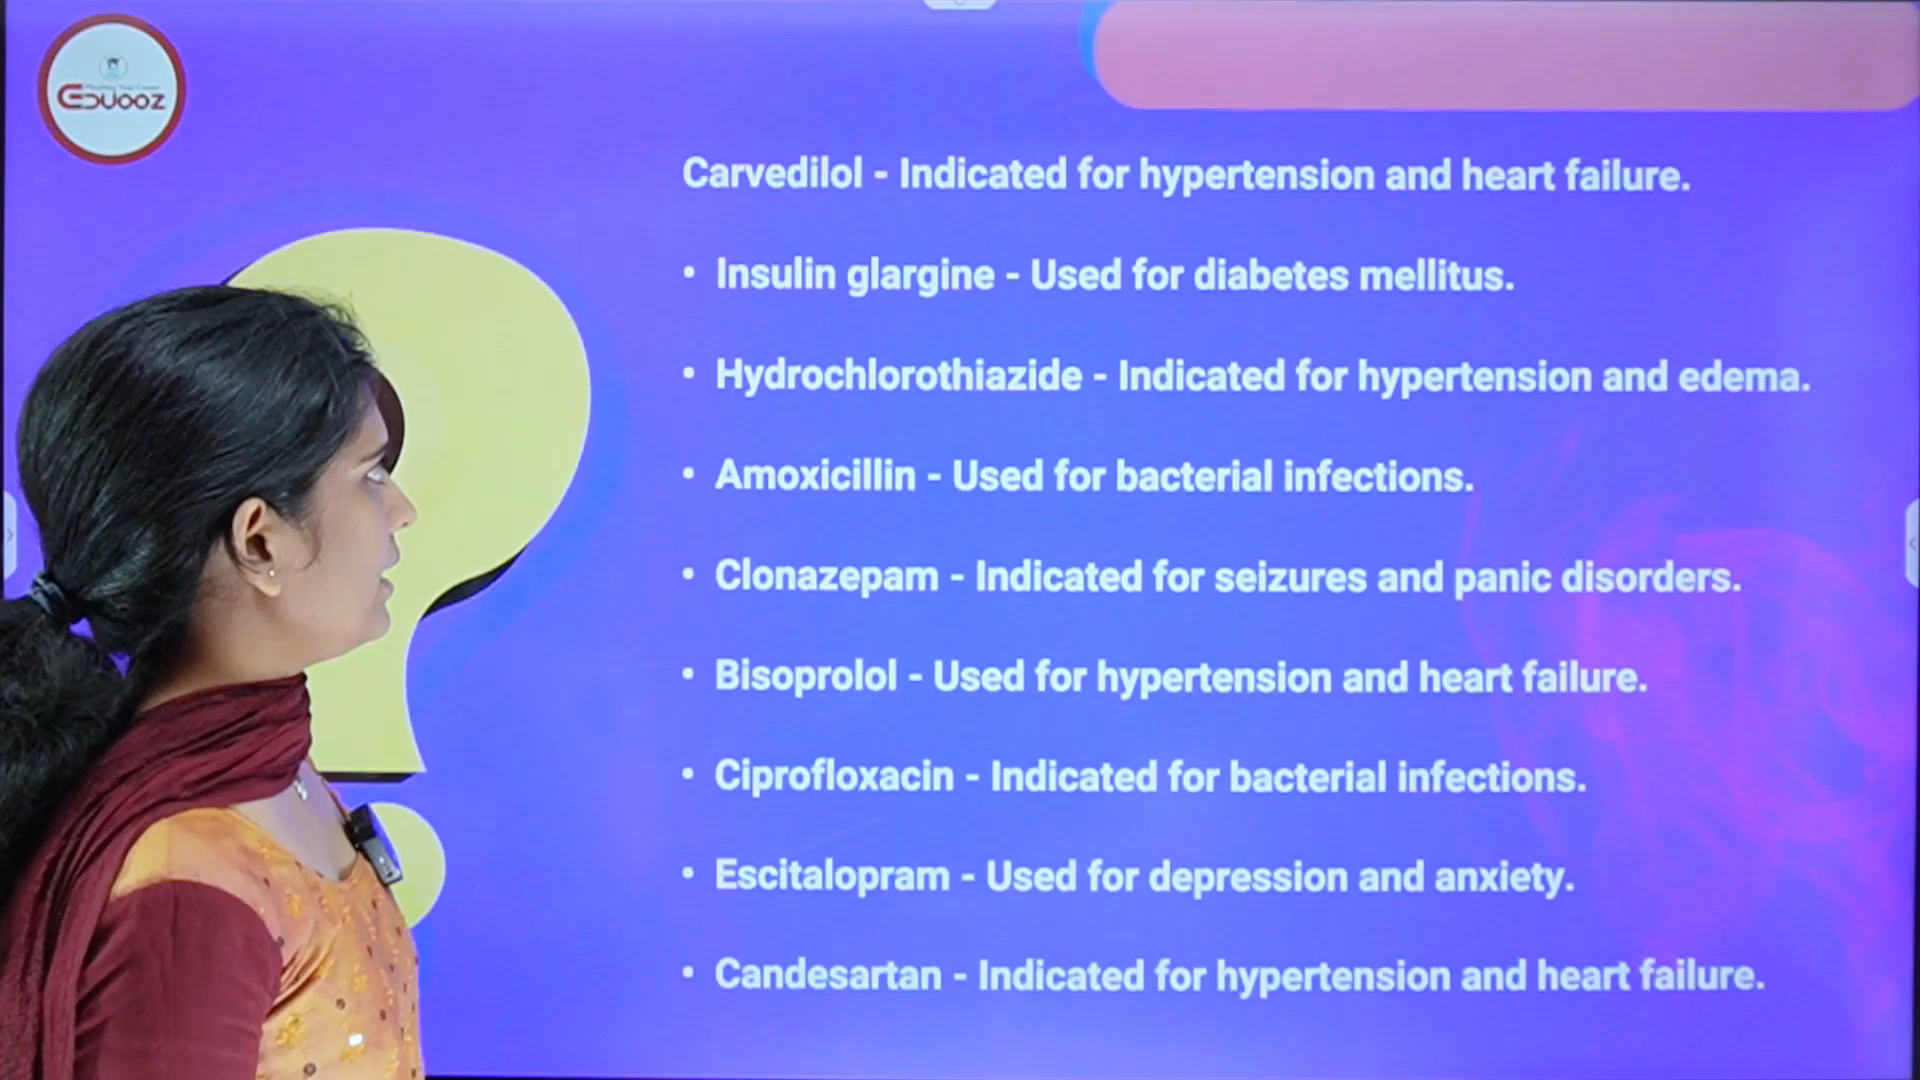 EDUOOZ
Carvedilol - Indicated for hypertension and heart failure.
• Insulin glargine - Used for diabetes mellitus.
• Hydrochlorothiazide - Indicated for hypertension and edema.
• Amoxicillin - Used for bacterial infections.
• Clonazepam - Indicated for seizures and panic disorders.
• Bisoprolol - Used for hypertension and heart failure.
• Ciprofloxacin - Indicated for bacterial infections.
• Escitalopram - Used for depression and anxiety.
• Candesartan - Indicated for hypertension and heart failure.